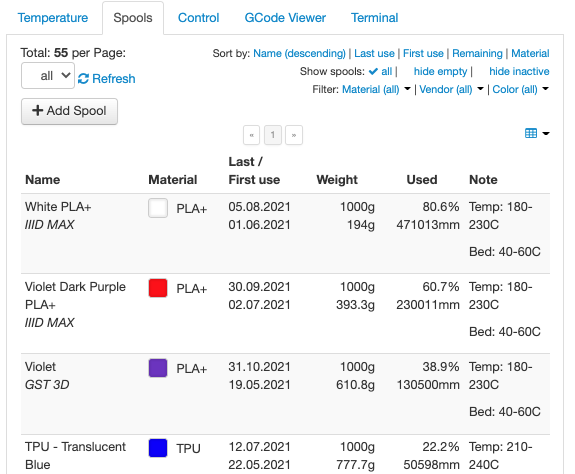 Temperature Spools Control GCode Viewer Terminal
Total: 55 per Page:
Sort by: Name (descending) | Last use | First use | Remaining | Material
all Refresh
Show spools: all | hide empty | hide inactive
Filter: Material (all) | Vendor (all) | Color (all)
Add Spool
« 1 »
Name Material Last / First use Weight Used Note
White PLA+ PLA+ 05.08.2021 1000g 80.6% Temp: 180-
IIID MAX 01.06.2021 194g 471013mm 230C
Bed: 40-60C
Violet Dark Purple PLA+ 30.09.2021 1000g 60.7% Temp: 180-
PLA+ 02.07.2021 393.3g 230011mm 230C
IIID MAX
Bed: 40-60C
Violet PLA+ 31.10.2021 1000g 38.9% Temp: 180-
GST 3D 19.05.2021 610.8g 130500mm 230C
Bed: 40-60C
TPU - Translucent TPU 12.07.2021 1000g 22.2% Temp: 210-
Blue 22.05.2021 777.7g 50598mm 240C